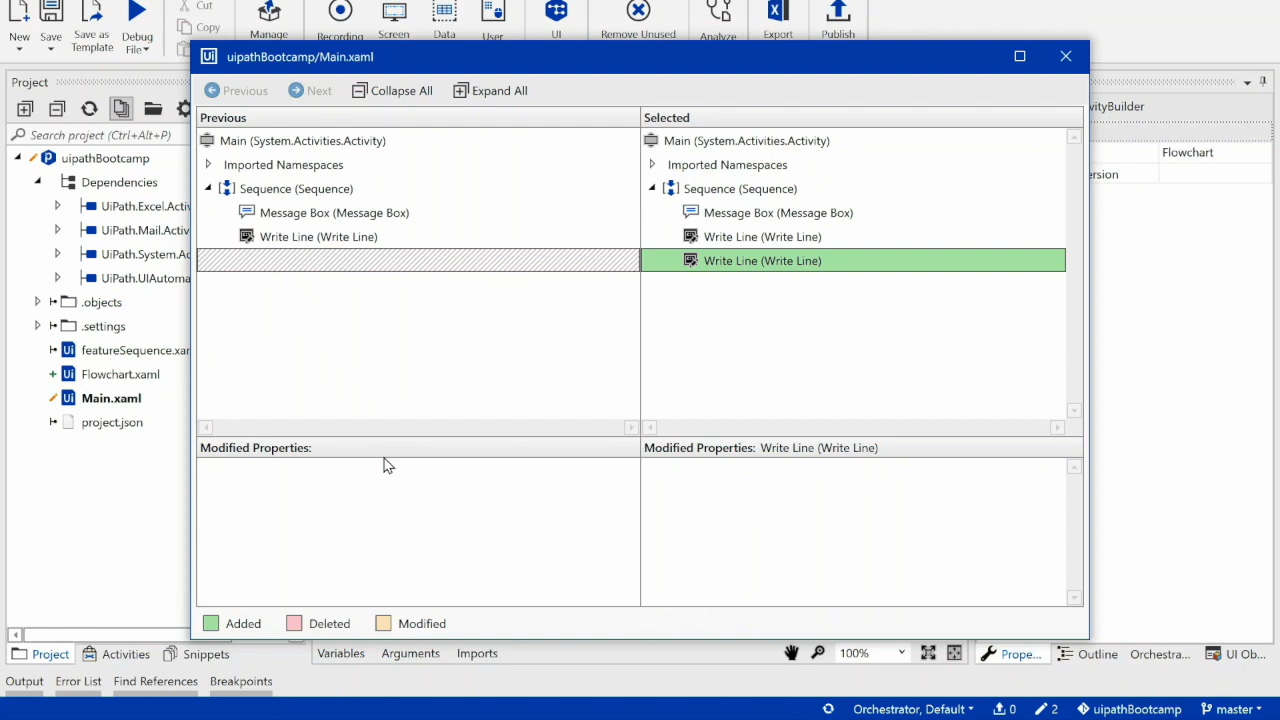 Cut
Copy
New
Save
Save as
Template
Debug
File
Manage
Recording
Screen
Data
User
UI
Remove Unused
Analyze
Export
Publish
Ui uipathBootcamp/Main.xaml
Previous Next Collapse All Expand All
Previous
Selected
Main (System.Activities.Activity)
Imported Namespaces
Sequence (Sequence)
Message Box (Message Box)
Write Line (Write Line)
Main (System.Activities.Activity)
Imported Namespaces
Sequence (Sequence)
Message Box (Message Box)
Write Line (Write Line)
Write Line (Write Line)
Modified Properties:
Modified Properties: Write Line (Write Line)
Added Deleted Modified
Project
Search project (Ctrl+Alt+P)
uipathBootcamp
Dependencies
UiPath.Excel.Activ
UiPath.Mail.Activ
UiPath.System.Ac
UiPath.UIAutoma
.objects
.settings
Ui featureSequence.xar
Ui Flowchart.xaml
Ui Main.xaml
project.json
vityBuilder
Flowchart
ersion
Project Activities Snippets
Variables Arguments Imports
100%
Prope... Outline Orchestra... UI Ob...
Output Error List Find References Breakpoints
Orchestrator, Default 0 2 uipathBootcamp master